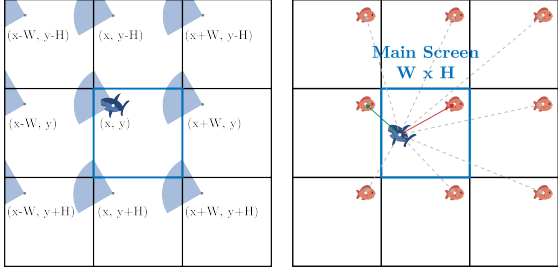 (x-W, y-H)
(x, y-H)
(x+W, y-H)
(x-W, y)
(x, y)
(x+W, y)
(x-W, y+H)
(x, y+H)
(x+W, y+H)
Main Screen
W x H